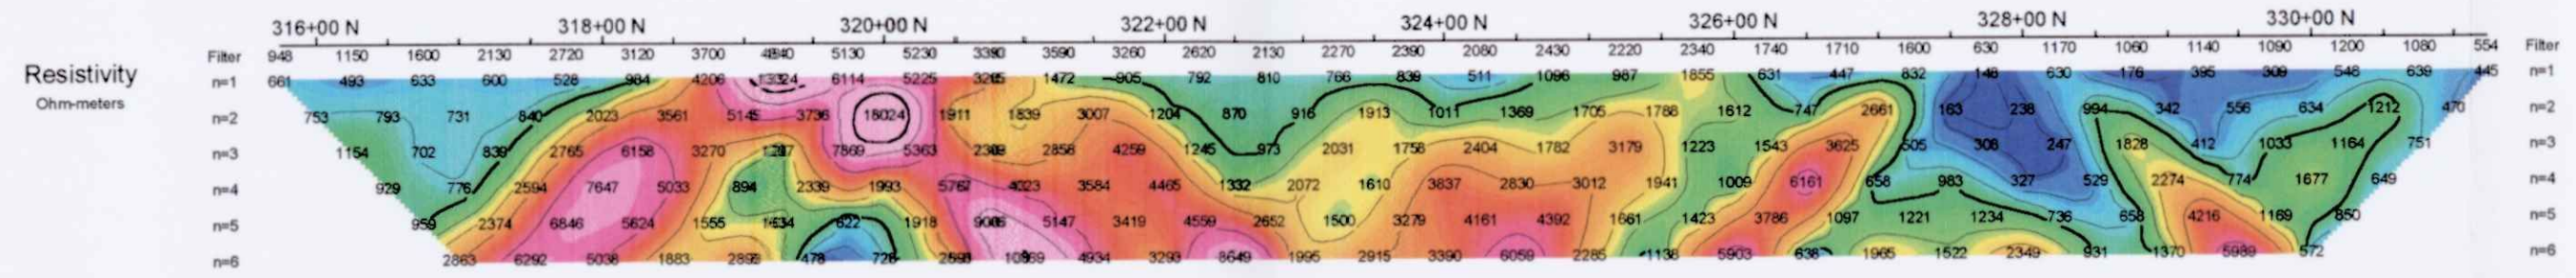 316+00 N 318+00 N 320+00 N 322+00 N 324+00 N 326+00 N 328+00 N 330+00 N
Filter 948 1150 1600 2130 2720 3120 3700 5130 5230 3590 3260 2620 2130 2270 2390 2080 2430 2220 2340 1740 1710 1600 630 1170 1060 1140 1090 1200 1080 554 Filter
Resistivity
n=1 661 493 633 600 528 984 4206 6114 5225 1472 905 792 810 766 839 511 1096 987 1855 631 447 832 148 630 176 395 309 548 639 445 n=1
Ohm-meters
n=2 753 793 731 840 2023 3561 5145 3736 18024 1911 1839 3007 1204 870 916 1913 1011 1369 1705 1788 1612 747 2661 163 238 994 342 556 634 1212 470 n=2
n=3 1154 702 839 2765 6158 3270 7869 5363 2858 4259 1245 973 2031 1758 2404 1782 3179 1223 1543 3625 505 308 247 1828 412 1033 1164 751 n=3
n=4 929 776 2594 7647 5033 894 2339 1993 5767 4023 3584 4465 1332 2072 1610 3837 2830 3012 1941 1009 6161 658 983 327 529 2274 774 1677 649 n=4
n=5 959 2374 6846 5624 1555 622 1918 5147 3419 4559 2652 1500 3279 4161 4392 1661 1423 3786 1097 1221 1234 736 658 4216 1169 850 n=5
n=6 2863 6292 5038 1883 478 728 4934 3293 8649 1995 2915 3390 6059 2285 1138 5903 638 1965 1522 2349 931 1370 5989 572 n=6